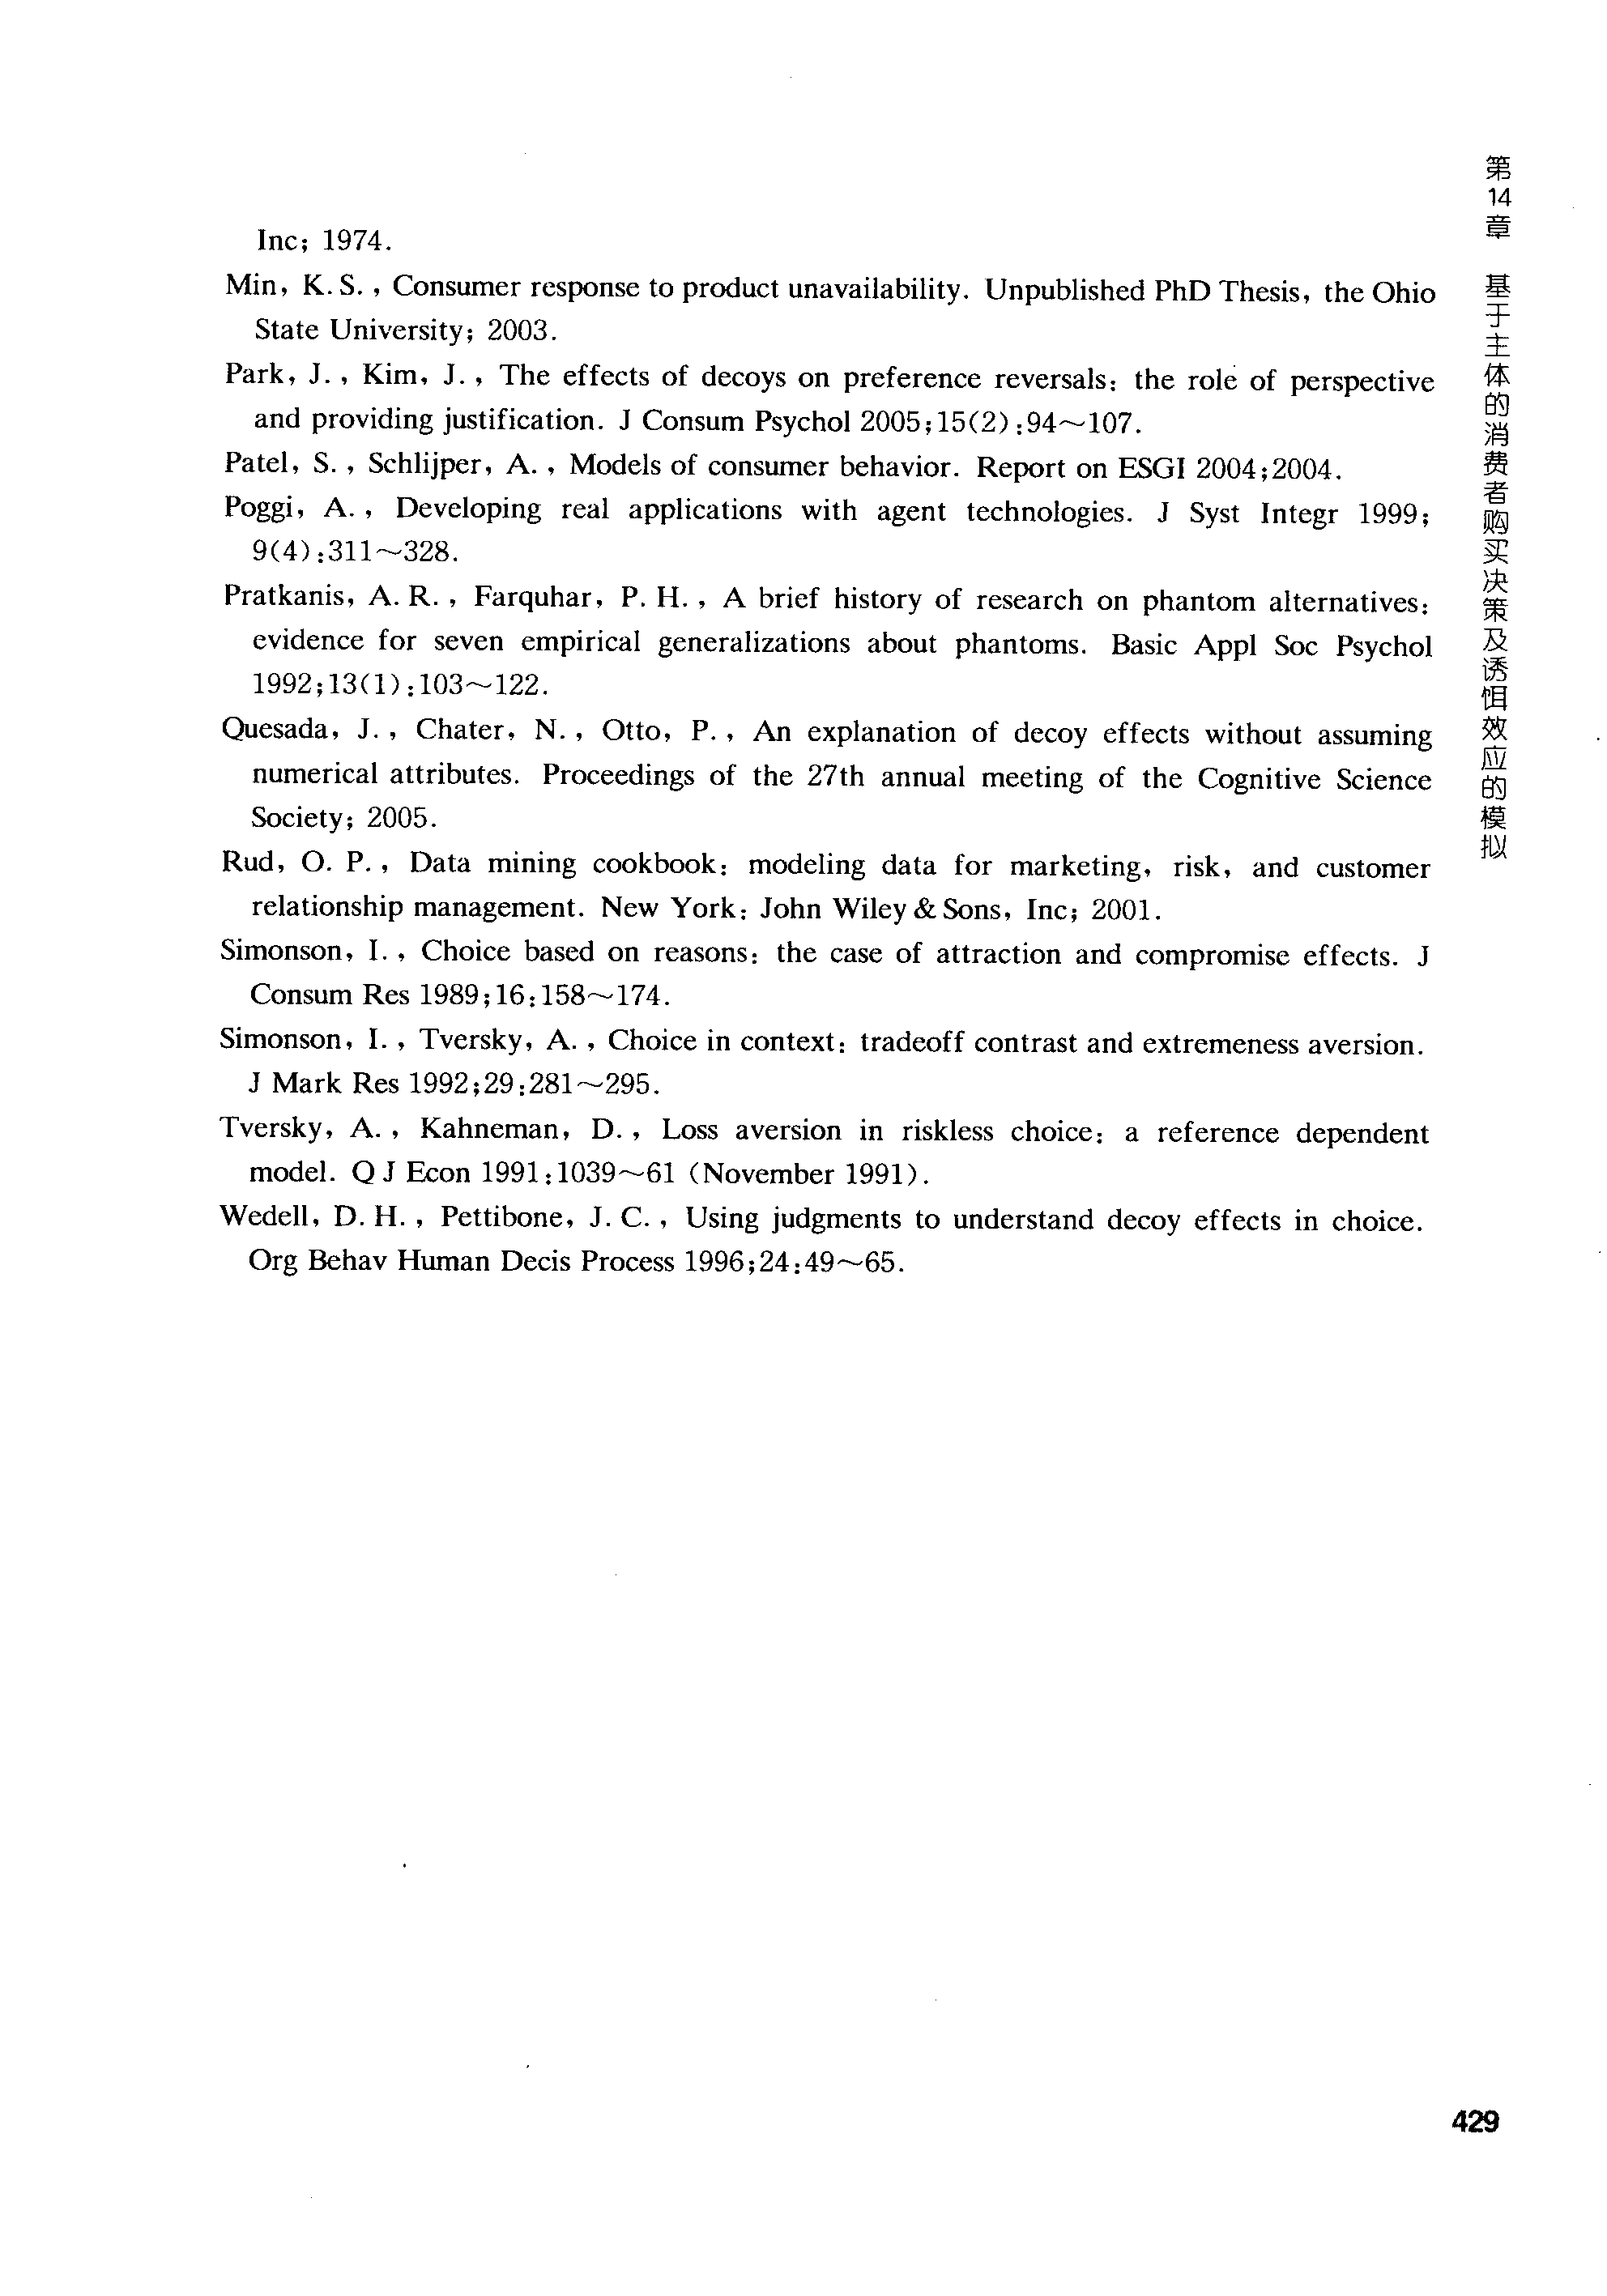 Inc; 1974.
Min, K. S. , Consumer response to product unavailability. Unpublished PhD Thesis, the Ohio
State University; 2003.
Park, J. , Kim, J. , The effects of decoys on preference reversals: the role of perspective
and providing justification. J Consum Psychol 2005;15(2):94～107.
Patel, S. , Schlijper, A. , Models of consumer behavior. Report on ESGI 2004;2004.
Poggi, A. , Developing real applications with agent technologies. J Syst Integr 1999;
9(4):311～328.
Pratkanis, A. R. , Farquhar, P. H. , A brief history of research on phantom alternatives:
evidence for seven empirical generalizations about phantoms. Basic Appl Soc Psychol
1992;13(1):103～122.
Quesada, J. , Chater, N. , Otto, P. , An explanation of decoy effects without assuming
numerical attributes. Proceedings of the 27th annual meeting of the Cognitive Science
Society; 2005.
Rud, O. P. , Data mining cookbook: modeling data for marketing, risk, and customer
relationship management. New York: John Wiley & Sons, Inc; 2001.
Simonson, I. , Choice based on reasons: the case of attraction and compromise effects. J
Consum Res 1989;16:158～174.
Simonson, I. , Tversky, A. , Choice in context: tradeoff contrast and extremeness aversion.
J Mark Res 1992;29:281～295.
Tversky, A. , Kahneman, D. , Loss aversion in riskless choice: a reference dependent
model. Q J Econ 1991:1039～61 (November 1991).
Wedell, D. H. , Pettibone, J. C. , Using judgments to understand decoy effects in choice.
Org Behav Human Decis Process 1996;24:49～65.
第14章 基于主体的消费者购买决策及诱饵效应的模拟
429